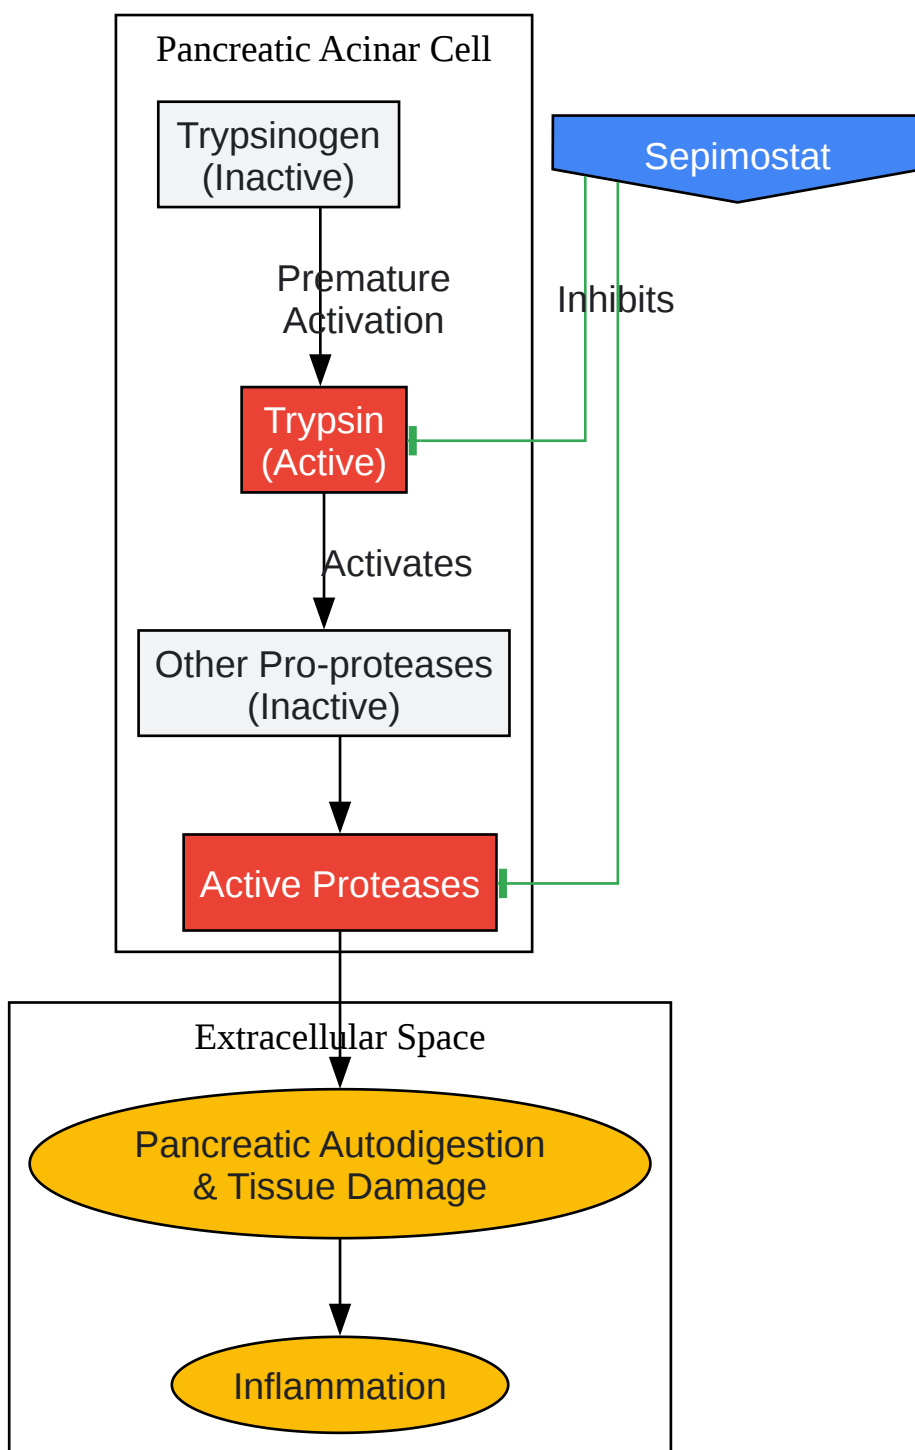 Pancreatic Acinar Cell
Trypsinogen
(Inactive)
Sepimostat
Premature
Activation
Inhibits
Trypsin
(Active)
Activates
Other Pro-proteases
(Inactive)
Active Proteases
Extracellular Space
Pancreatic Autodigestion
& Tissue Damage
Inflammation